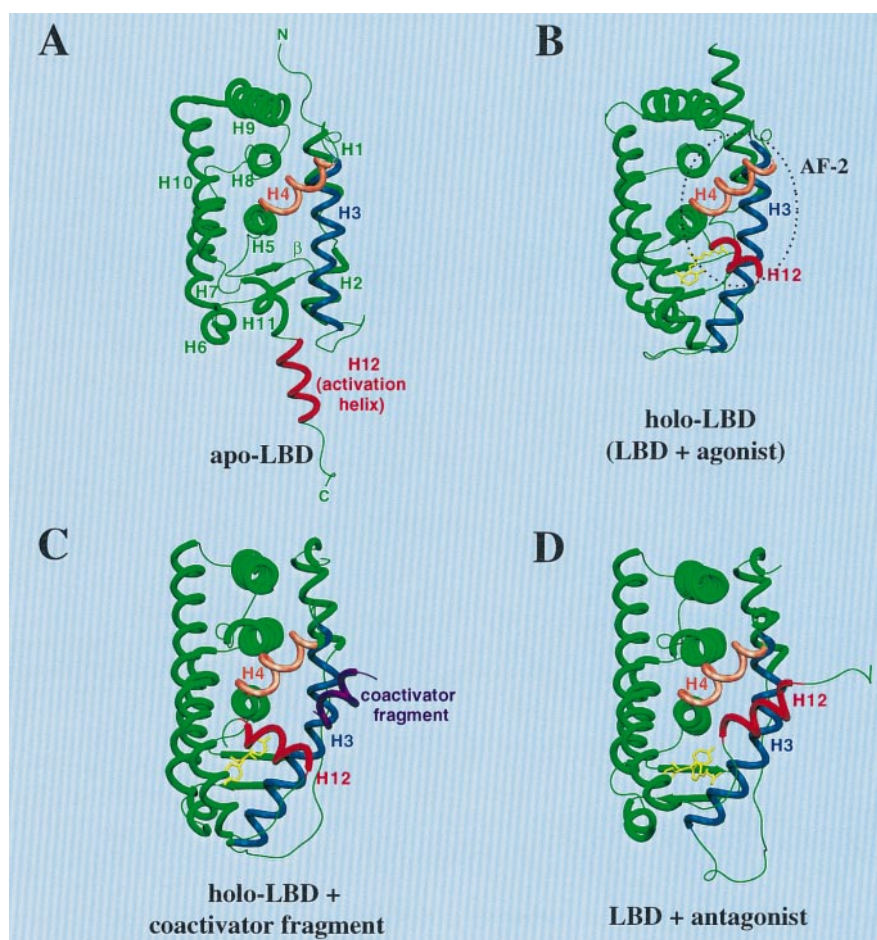 A
N
H9
H1
H8
H10
H4
H3
H5
β
H2
H7
H11
H6
H12
(activation
helix)
apo-LBD
C
B
AF-2
H4
H3
H12
holo-LBD
(LBD + agonist)
C
H4
coactivator
fragment
H3
H12
holo-LBD +
coactivator fragment
D
H4
H12
H3
LBD + antagonist